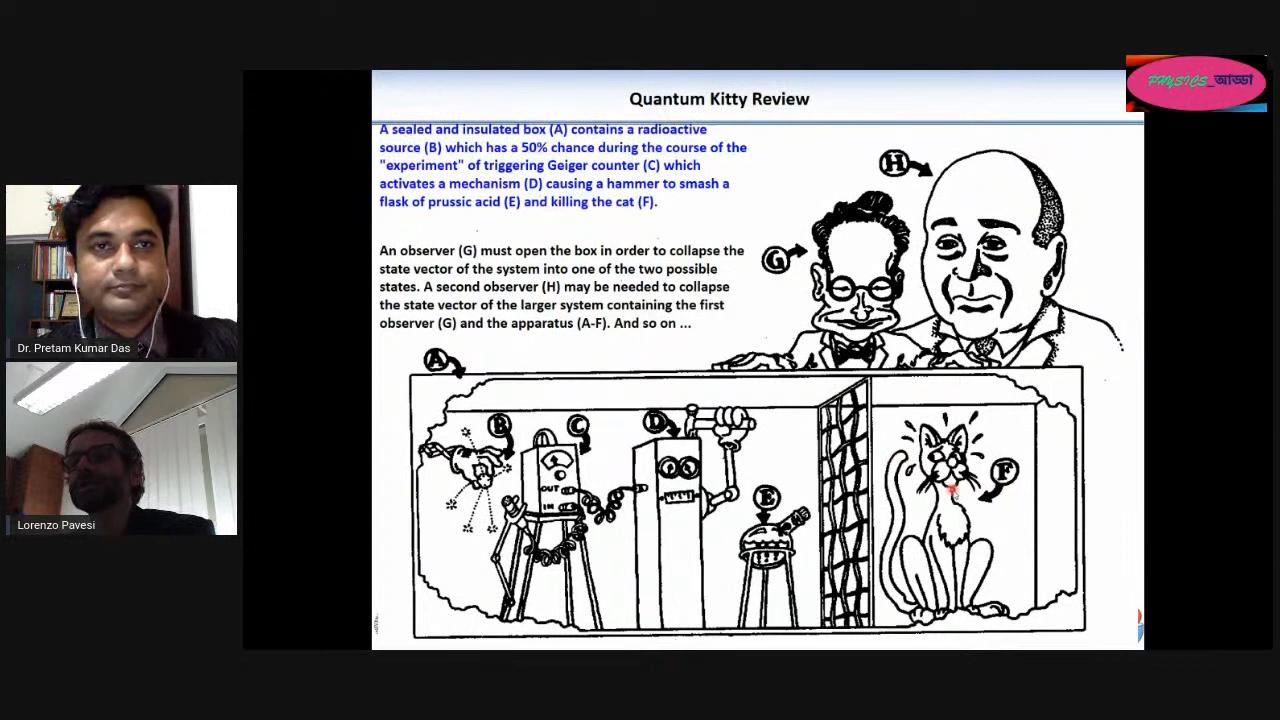 PHYSICS_আড্ডা
Quantum Kitty Review
A sealed and insulated box (A) contains a radioactive
source (B) which has a 50% chance during the course of the
"experiment" of triggering Geiger counter (C) which
activates a mechanism (D) causing a hammer to smash a
flask of prussic acid (E) and killing the cat (F).
An observer (G) must open the box in order to collapse the
state vector of the system into one of the two possible
states. A second observer (H) may be needed to collapse
the state vector of the larger system containing the first
observer (G) and the apparatus (A-F). And so on ...
H
G
A
B
C
D
OUT
IN
E
F
Dr. Pretam Kumar Das
Lorenzo Pavesi